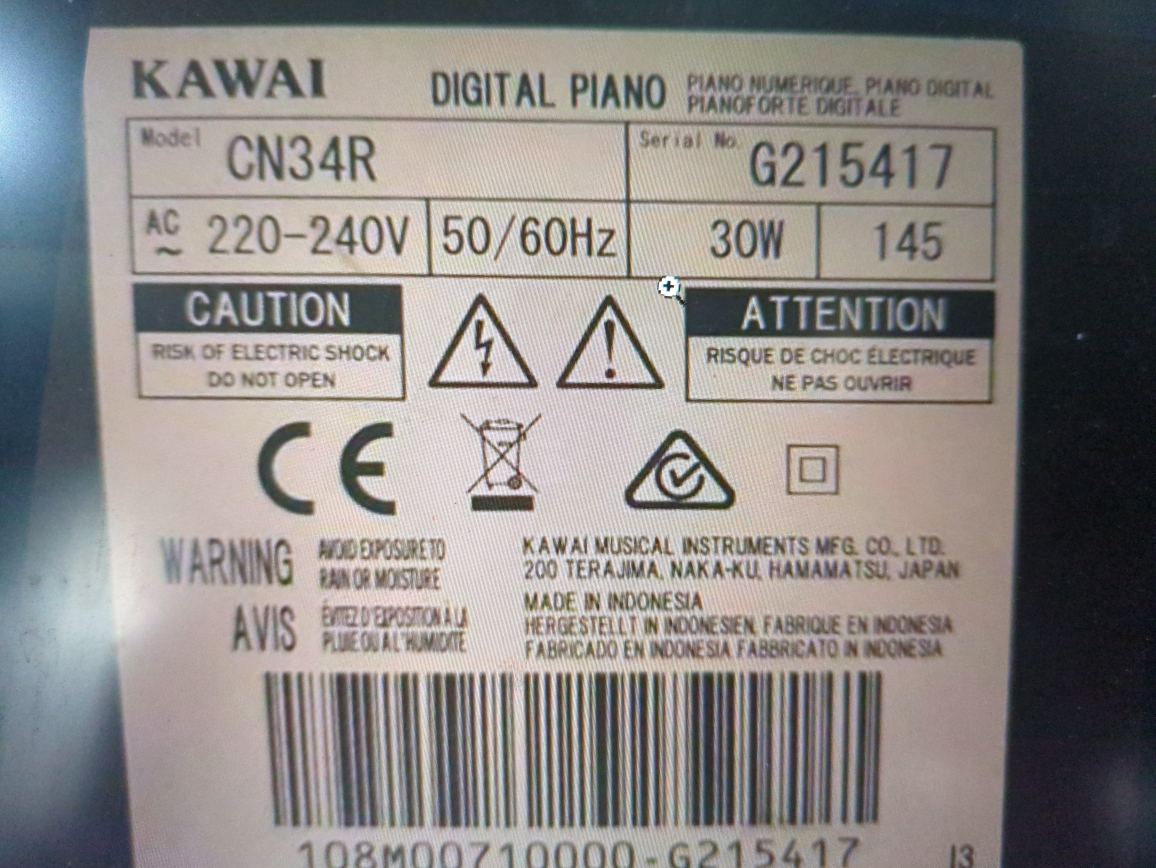 KAWAI DIGITAL PIANO PIANO NUMERIQUE, PIANO DIGITAL
PIANOFORTE DIGITALE
Model CN34R Serial No. G215417
AC ~ 220-240V 50/60Hz 30W 145
CAUTION
RISK OF ELECTRIC SHOCK
DO NOT OPEN
ATTENTION
RISQUE DE CHOC ÉLECTRIQUE
NE PAS OUVRIR
CE
WARNING AVOID EXPOSURE TO
RAIN OR MOISTURE
AVIS ÉVITEZ D'EXPOSITION À LA
PLUIE OU A L'HUMIDITÉ
KAWAI MUSICAL INSTRUMENTS MFG. CO., LTD.
200 TERAJIMA, NAKA-KU, HAMAMATSU, JAPAN
MADE IN INDONESIA
HERGESTELLT IN INDONESIEN, FABRIQUE EN INDONESIA
FABRICADO EN INDONESIA FABBRICATO IN INDONESIA
108M00710000-G215417 13